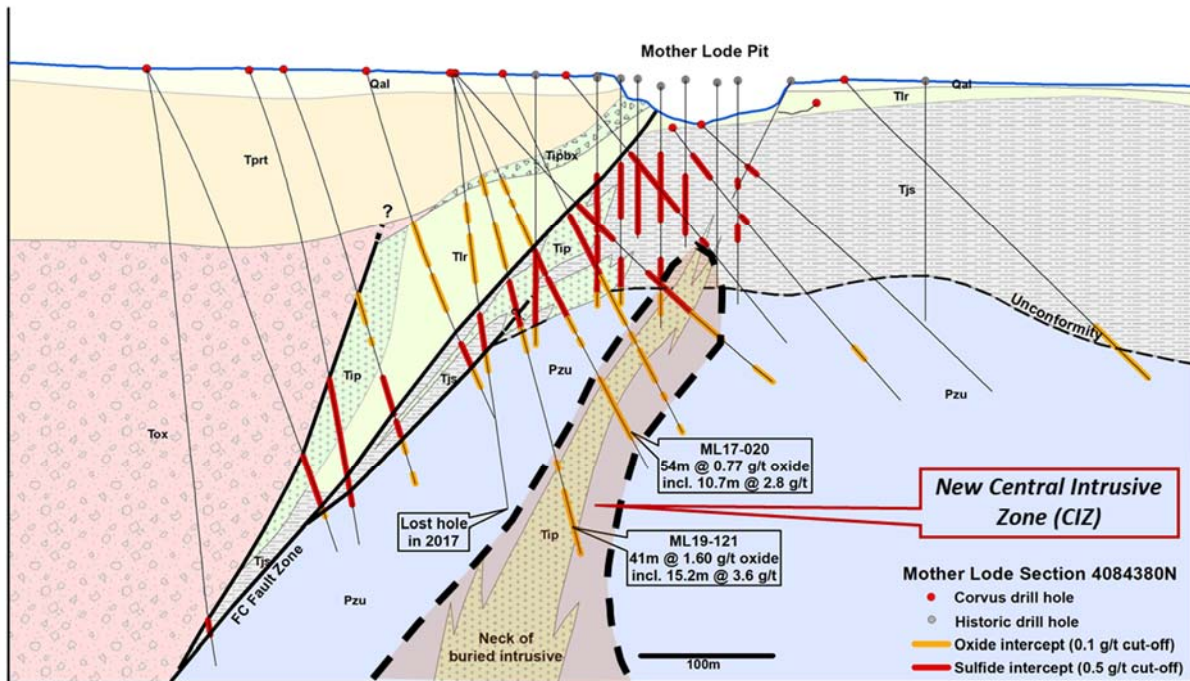 Mother Lode Pit
Qal
Qal
Tlr
Tprt
Tipbx
Tjs
?
Tlr
Tip
Unconformity
?
Tip
Pzu
Tjs
Pzu
Tox
ML17-020
54m @ 0.77 g/t oxide
incl. 10.7m @ 2.8 g/t
New Central Intrusive
Zone (CIZ)
Lost hole
in 2017
Tip
ML19-121
41m @ 1.60 g/t oxide
incl. 15.2m @ 3.6 g/t
Tjs
FC Fault Zone
Pzu
Neck of
buried intrusive
100m
Mother Lode Section 4084380N
Corvus drill hole
Historic drill hole
Oxide intercept (0.1 g/t cut-off)
Sulfide intercept (0.5 g/t cut-off)